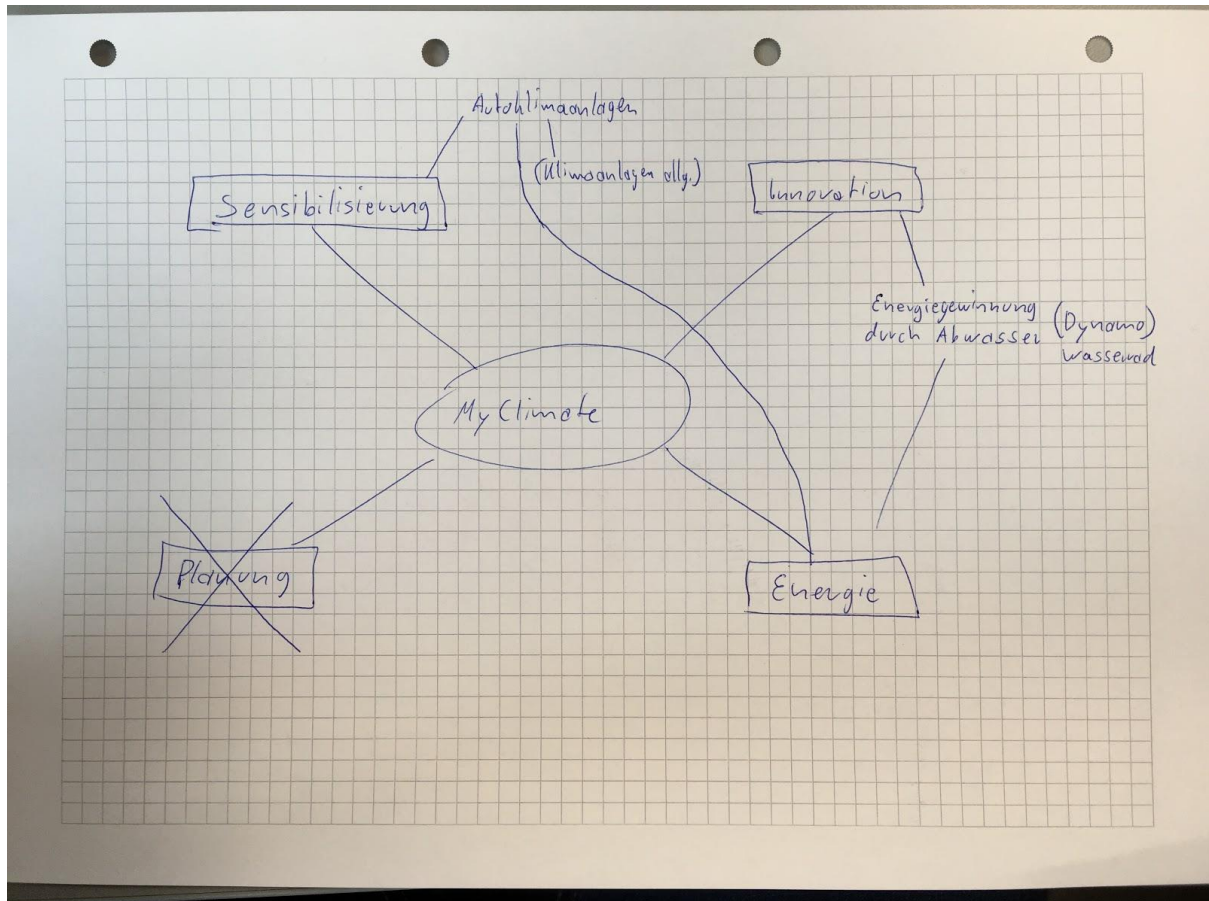 Autoklimaanlagen
(Klimaanlagen allg.)
Sensibilisierung
Innovation
Energiegewinnung
durch Abwasser (Dynamo)
wasserrad
My Climate
Planung
Energie